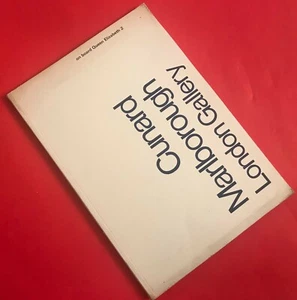 on board Queen Elizabeth 2
Cunard
Marlborough
London Gallery